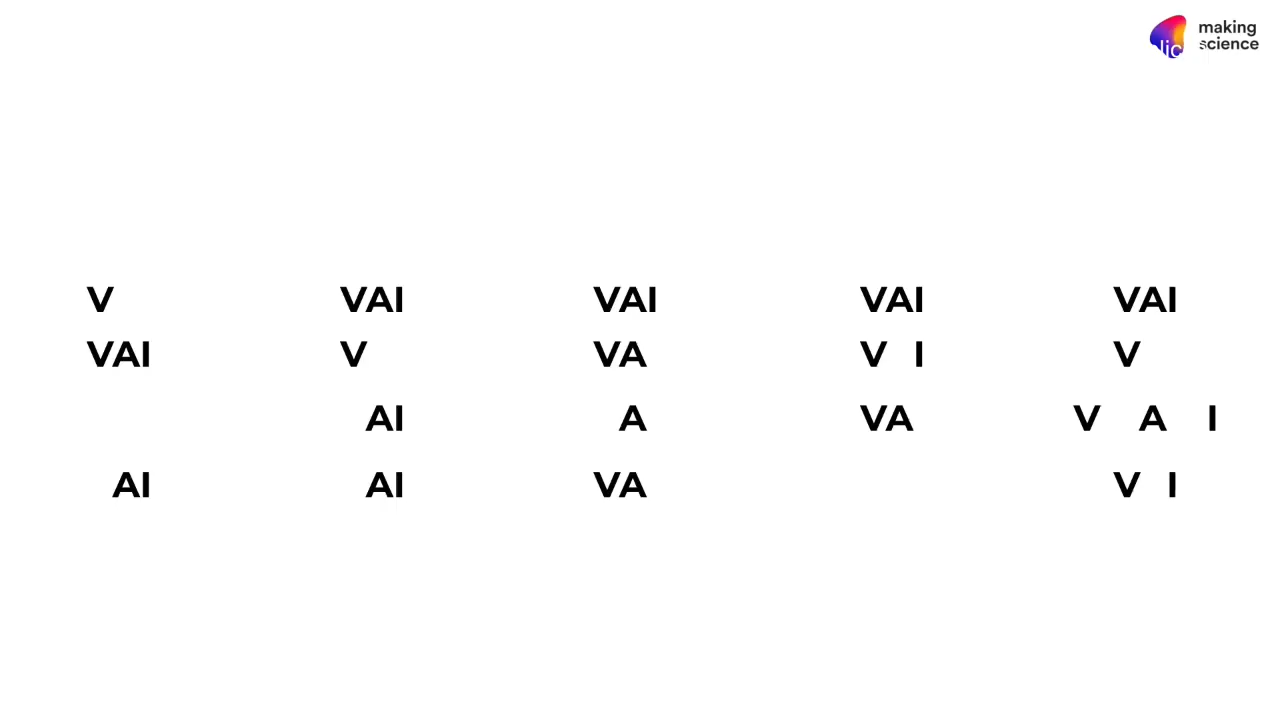 making
science
V VAI VAI VAI VAI
VAI V VA V I V
AI A VA V A I
AI AI VA V I